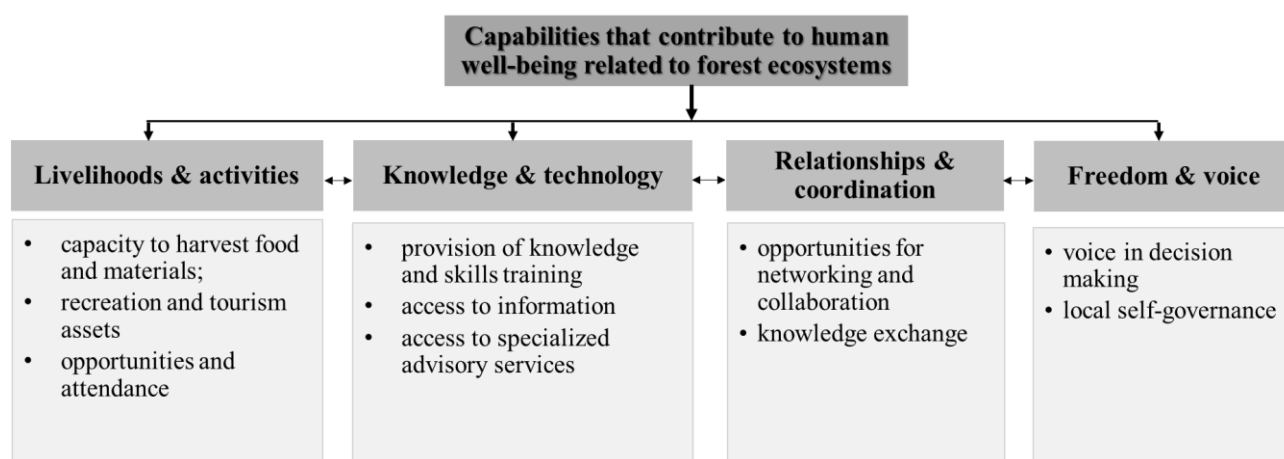 Capabilities that contribute to human
well-being related to forest ecosystems
Livelihoods & activities
Knowledge & technology
Relationships &
coordination
Freedom & voice
• capacity to harvest food
and materials;
• recreation and tourism
assets
• opportunities and
attendance
• provision of knowledge
and skills training
• access to information
• access to specialized
advisory services
• opportunities for
networking and
collaboration
• knowledge exchange
• voice in decision
making
• local self-governance